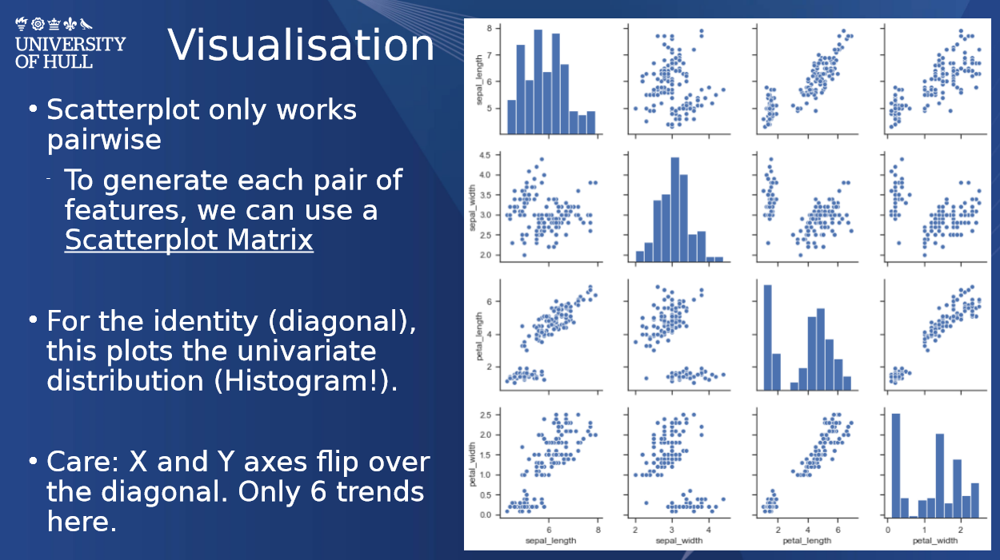 UNIVERSITY
OF HULL
Visualisation
• Scatterplot only works
pairwise
- To generate each pair of
features, we can use a
Scatterplot Matrix
• For the identity (diagonal),
this plots the univariate
distribution (Histogram!).
• Care: X and Y axes flip over
the diagonal. Only 6 trends
here.
8
7
6
5
sepal_length
4.5
4.0
3.5
3.0
2.5
2.0
sepal_width
6
4
2
petal_length
2.5
2.0
1.5
1.0
0.5
0.0
petal_width
6 8
sepal_length
2 3 4
sepal_width
2 4 6
petal_length
0 1 2
petal_width